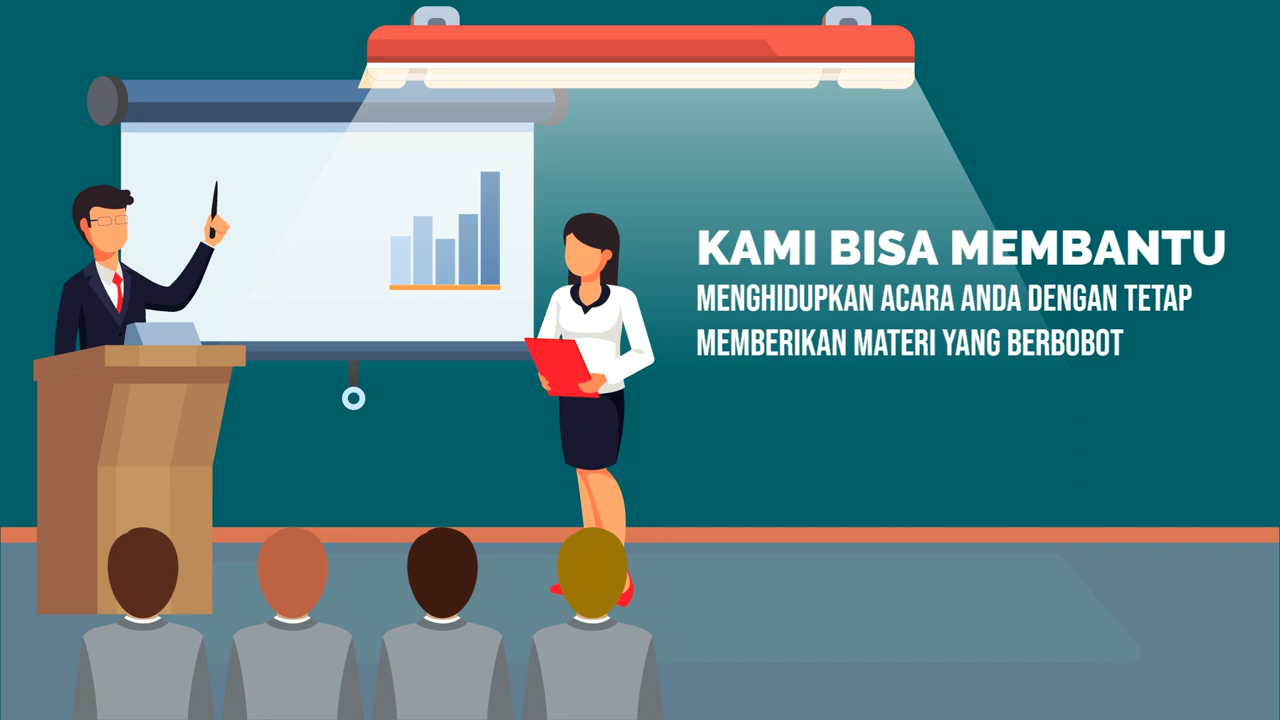 KAMI BISA MEMBANTU
MENGHIDUPKAN ACARA ANDA DENGAN TETAP
MEMBERIKAN MATERI YANG BERBOBOT